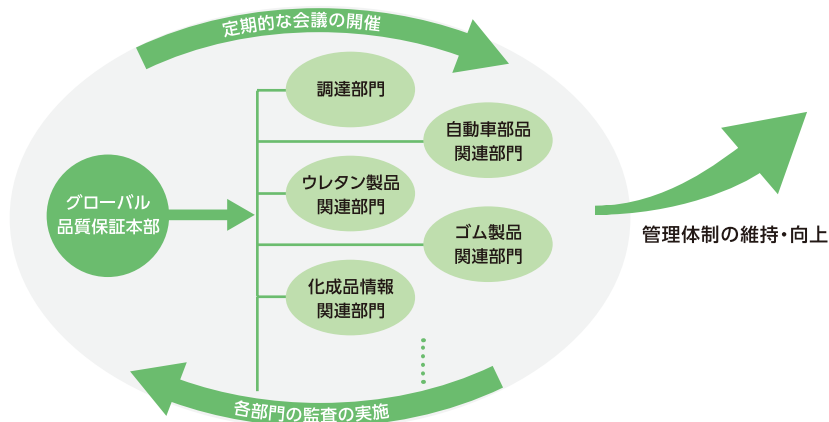 定期的な会議の開催
調達部門
自動車部品
関連部門
グローバル
品質保証本部
ウレタン製品
関連部門
ゴム製品
関連部門
管理体制の維持・向上
化成品情報
関連部門
各部門の監査の実施